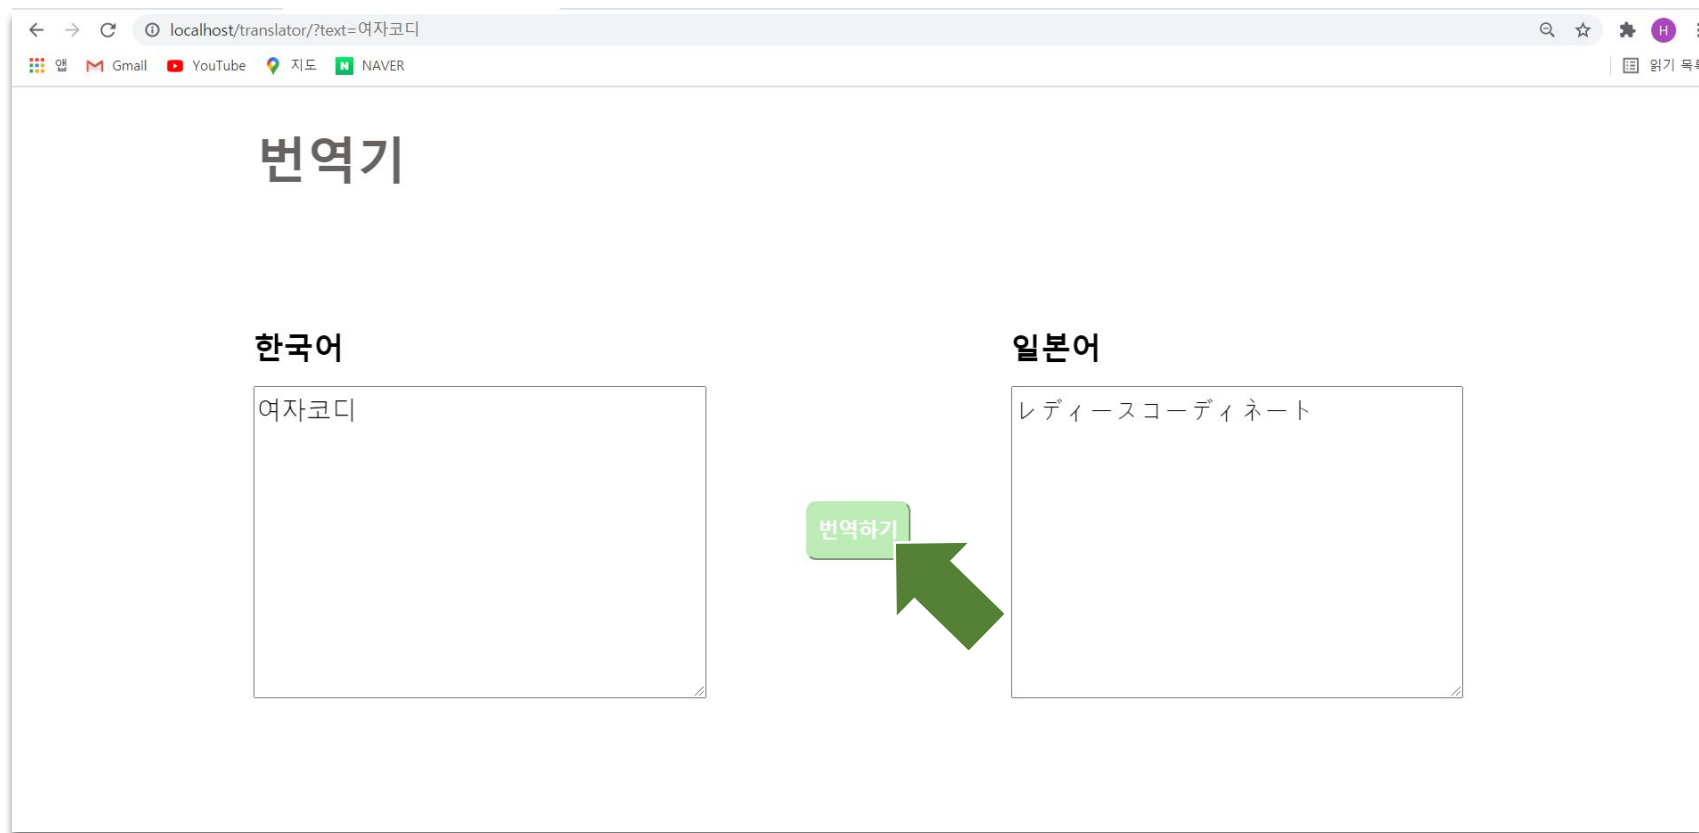 localhost/translator/?text=여자코디
H
앱 Gmail YouTube 지도 NAVER 읽기
번역기
한국어 일본어
여자코디 レディースコーディネート
번역하기